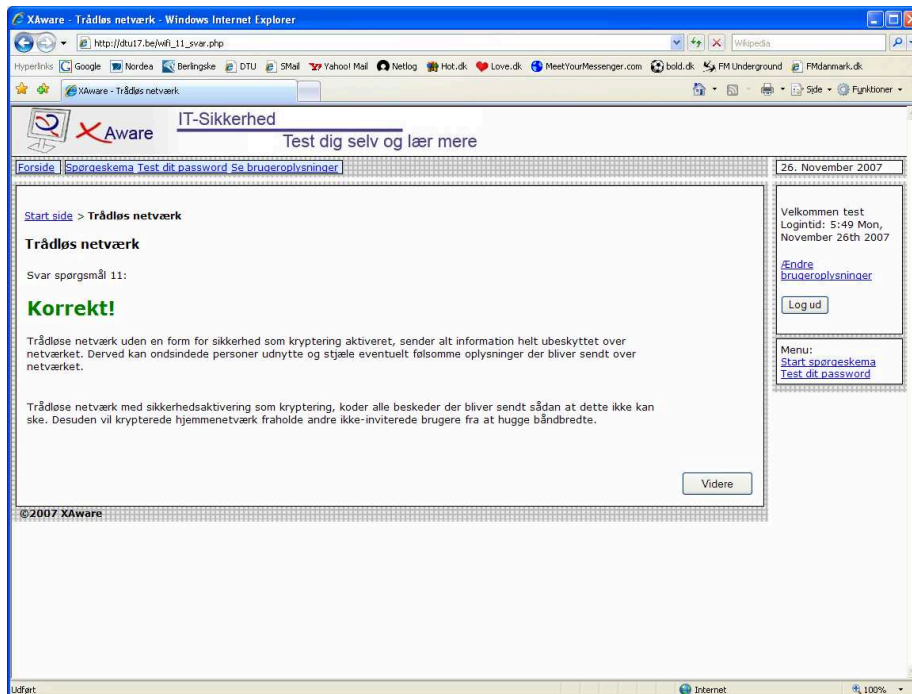 XAware - Trådløs netværk - Windows Internet Explorer
http://dtu17.be/wifi_11_svar.php
Wikipedia
Hyperlinks Google Nordea Berlingske DTU SMail Yahoo! Mail Netlog Hot.dk Love.dk MeetYourMessenger.com bold.dk FM Underground FMdanmark.dk
XAware - Trådløs netværk
Side Funktioner
XAware
IT-Sikkerhed
Test dig selv og lær mere
Forside Spørgeskema Test dit password Se brugeroplysninger
26. November 2007
Start side > Trådløs netværk
Trådløs netværk
Svar spørgsmål 11:
Korrekt!
Trådløse netværk uden en form for sikkerhed som kryptering aktiveret, sender alt information helt ubeskyttet over
netværket. Derved kan ondsindede personer udnytte og stjæle eventuelt følsomme oplysninger der bliver sendt over
netværket.
Trådløse netværk med sikkerhedsaktivering som kryptering, koder alle beskeder der bliver sendt sådan at dette ikke kan
ske. Desuden vil krypterede hjemmenetværk fraholde andre ikke-inviterede brugere fra at hugge båndbredte.
Videre
©2007 XAware
Velkommen test
Logintid: 5:49 Mon,
November 26th 2007
Ændre
brugeroplysninger
Log ud
Menu:
Start spørgeskema
Test dit password
Udført
Internet
100%